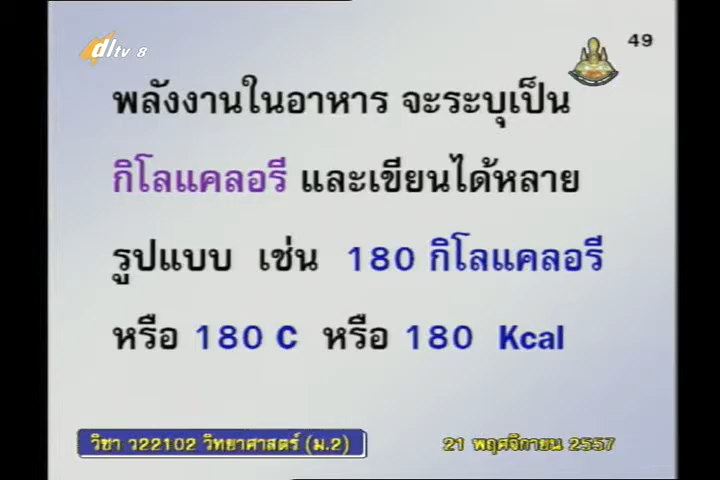 dltv 8
49
พลังงานในอาหาร จะระบุเป็น
กิโลแคลอรี และเขียนได้หลาย
รูปแบบ เช่น 180 กิโลแคลอรี
หรือ 180 C หรือ 180 Kcal
วิชา ว22102 วิทยาศาสตร์ (ม.2)
21 พฤศจิกายน 2557